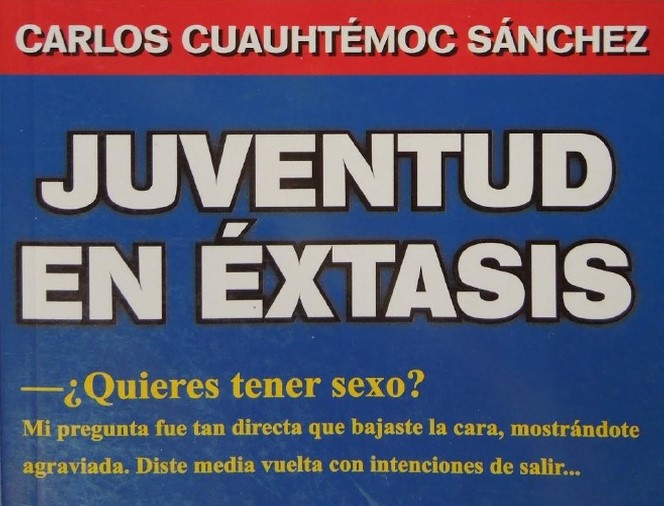 CARLOS CUAUHTÉMOC SÁNCHEZ
JUVENTUD
EN ÉXTASIS
—¿Quieres tener sexo?
Mi pregunta fue tan directa que bajaste la cara, mostrándote
agraviada. Diste media vuelta con intenciones de salir...